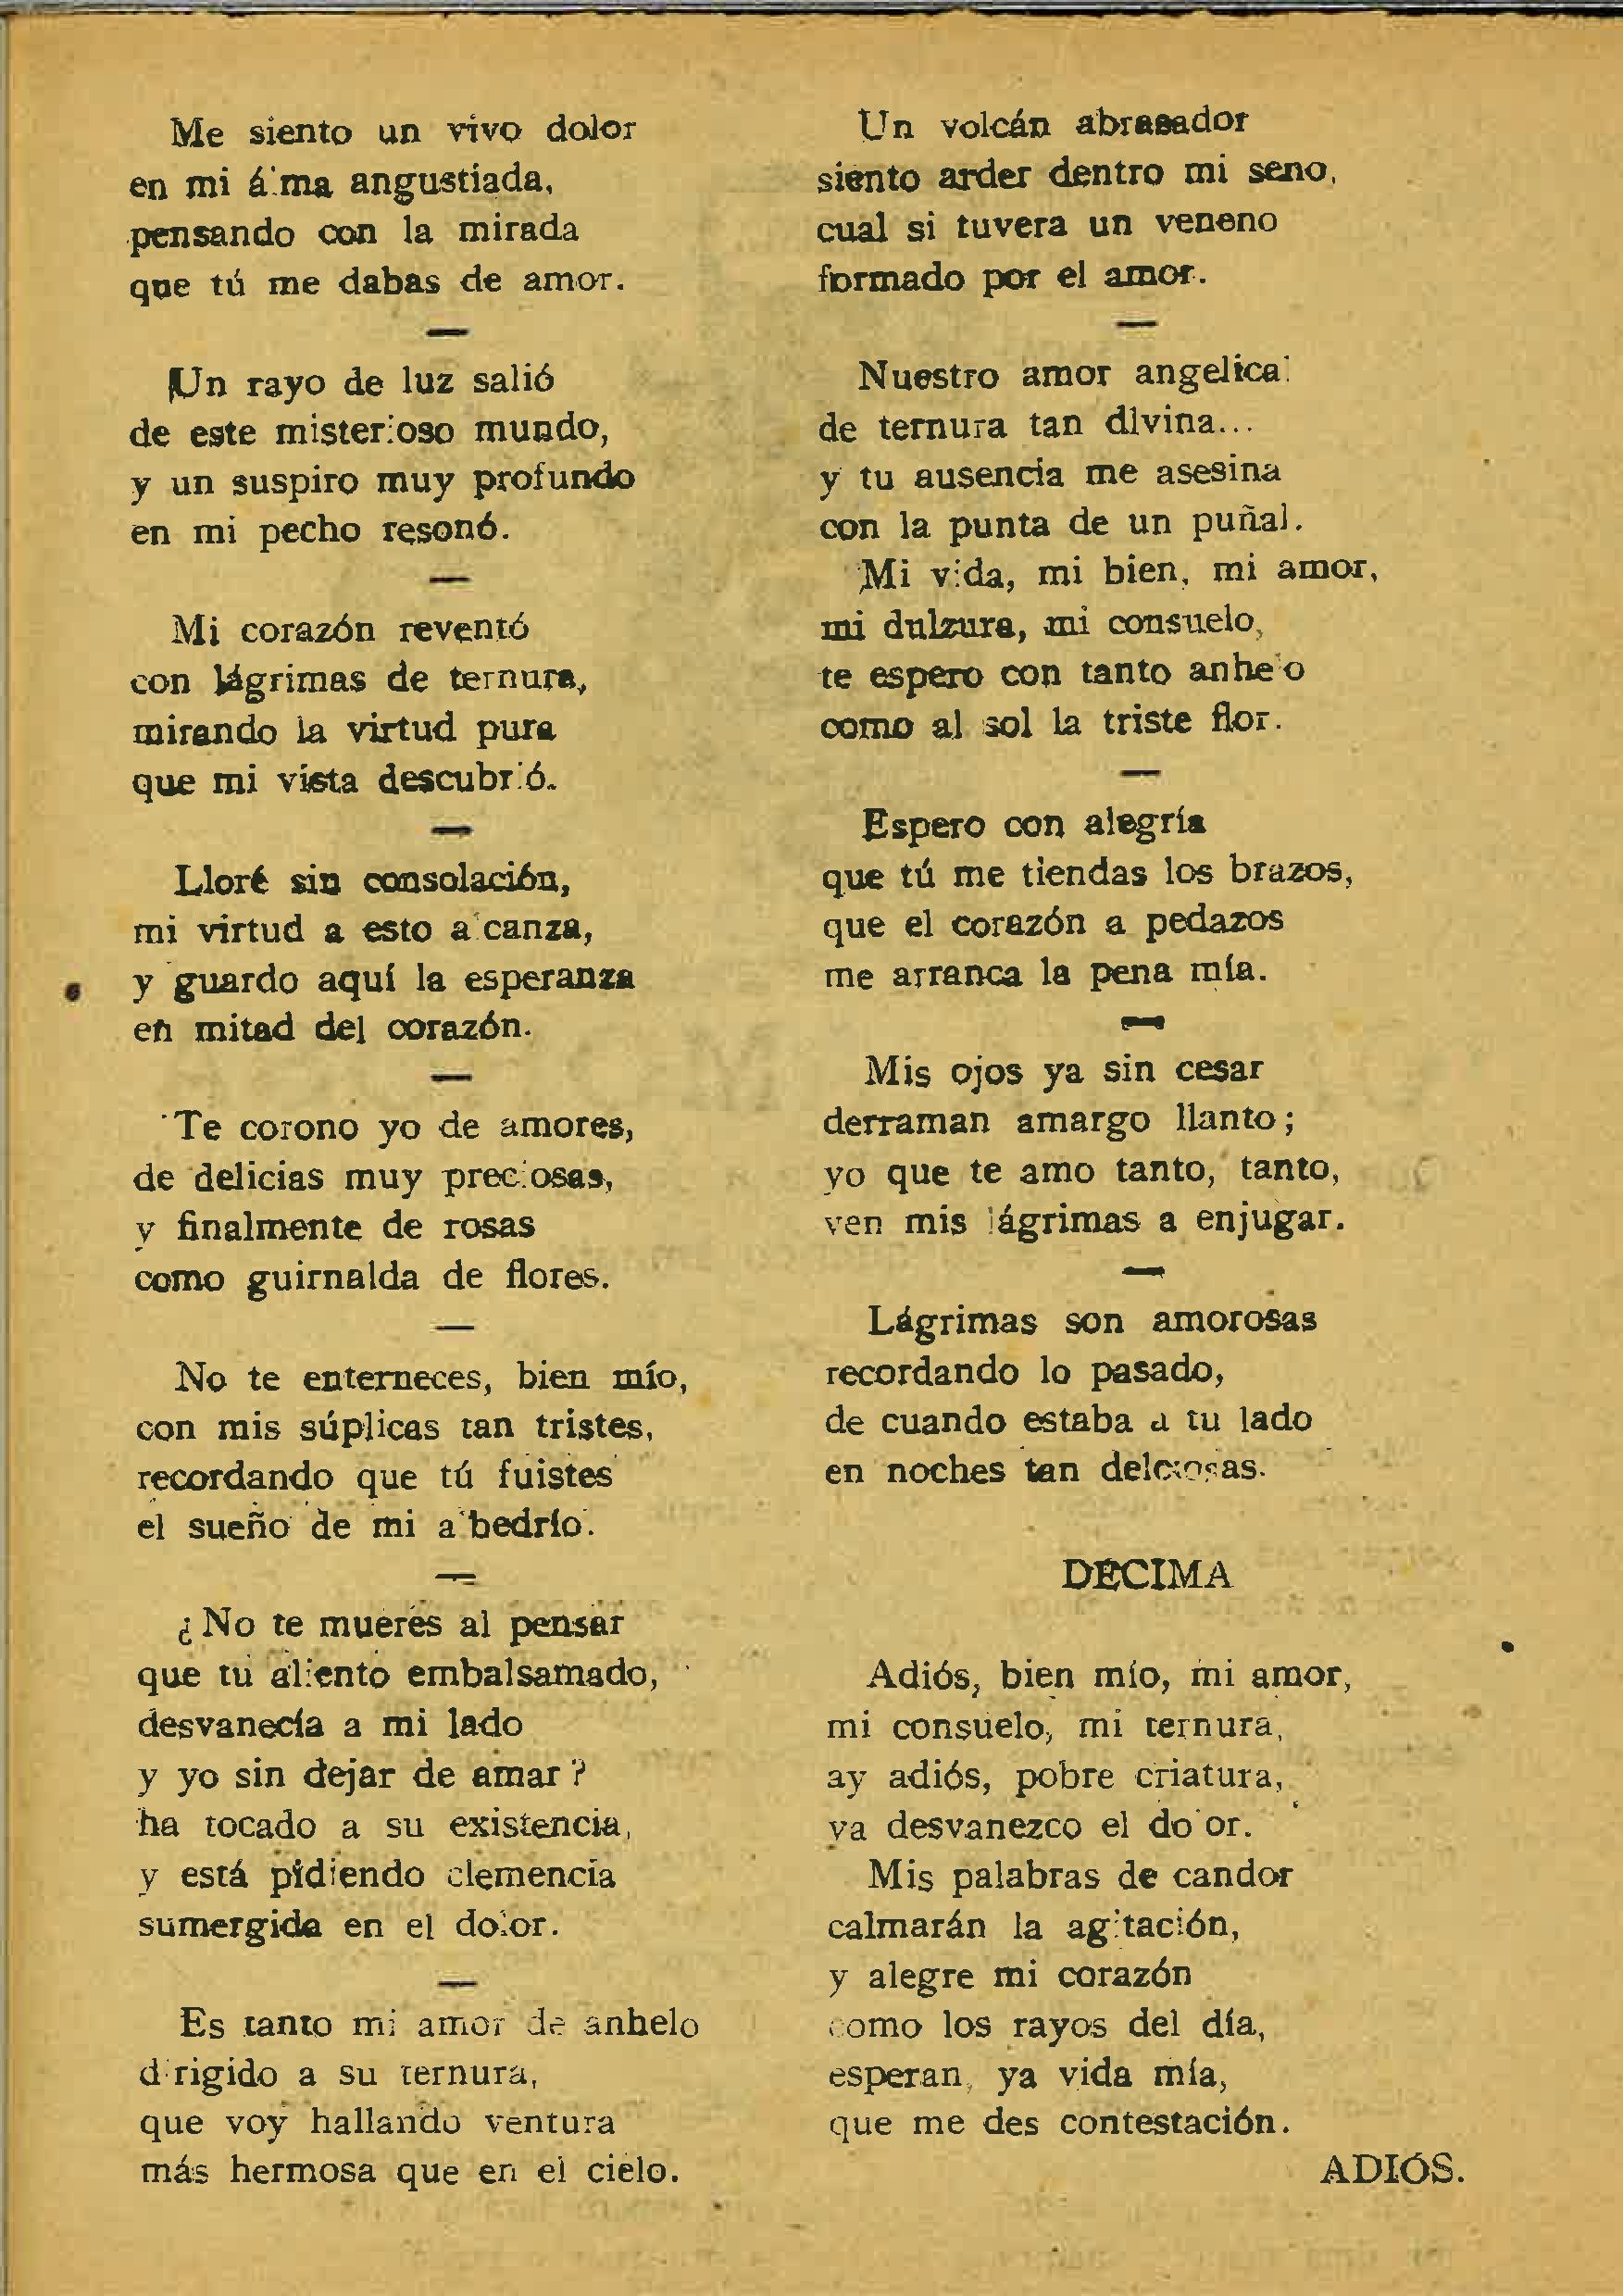 Me siento un vivo dolor
en mi álma angustiada,
pensando con la mirada
que tú me dabas de amor.
—
Un rayo de luz salió
de este misterioso mundo,
y un suspiro muy profundo
en mi pecho resonó.
—
Mi corazón reventó
con lágrimas de ternura,
mirando la virtud pura
que mi vista descubrió.
—
Lloré sin consolación,
mi virtud a esto alcanza,
y guardo aquí la esperanza
en mitad del corazón.
—
Te corono yo de amores,
de delicias muy preciosas,
y finalmente de rosas
como guirnalda de flores.
—
No te enterneces, bien mío,
con mis súplicas tan tristes,
recordando que tú fuistes
el sueño de mi albedrío.
—
¿No te mueres al pensar
que tu aliento embalsamado,
desvanecía a mi lado
y yo sin dejar de amar?
ha tocado a su existencia,
y está pidiendo clemencia
sumergida en el dolor.
—
Es tanto mi amor de anhelo
dirigido a su ternura,
que voy hallando ventura
más hermosa que en el cielo.
Un volcán abrasador
siento arder dentro mi seno,
cual si tuvera un veneno
formado por el amor.
—
Nuestro amor angelical
de ternura tan divina...
y tu ausencia me asesina
con la punta de un puñal.
Mi vida, mi bien, mi amor,
mi dulzura, mi consuelo,
te espero con tanto anhelo
como al sol la triste flor.
—
Espero con alegría
que tú me tiendas los brazos,
que el corazón a pedazos
me arranca la pena mía.
—
Mis ojos ya sin cesar
derraman amargo llanto;
yo que te amo tanto, tanto,
ven mis lágrimas a enjugar.
—
Lágrimas son amorosas
recordando lo pasado,
de cuando estaba a tu lado
en noches tan delciosas.
DECIMA
Adiós, bien mío, mi amor,
mi consuelo, mi ternura,
ay adiós, pobre criatura,
ya desvanezco el dolor.
Mis palabras de candor
calmarán la agitación,
y alegre mi corazón
como los rayos del día,
esperan, ya vida mía,
que me des contestación.
ADIÓS.